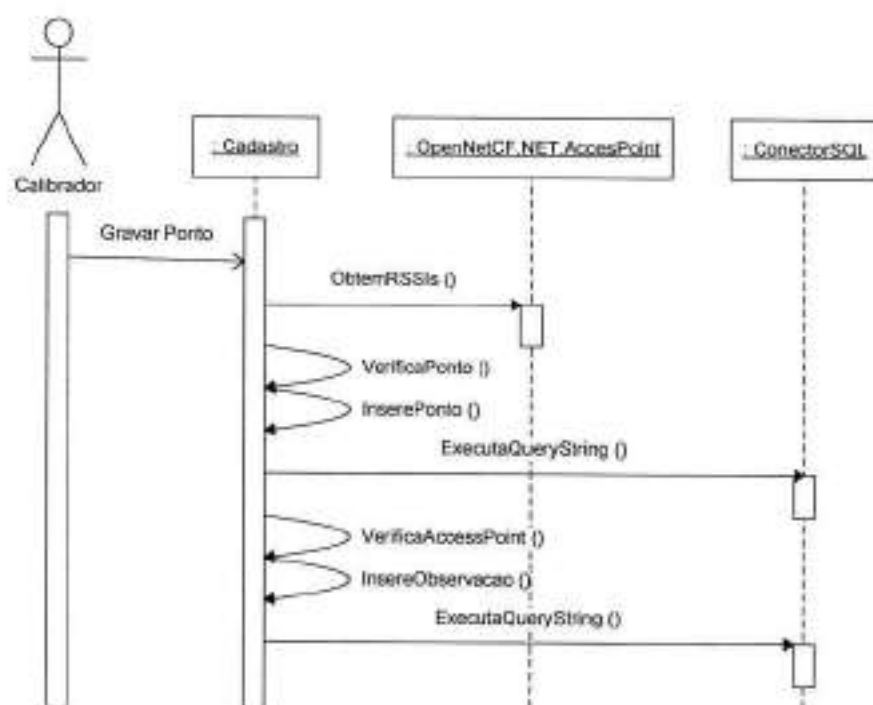 Calibrador
: Cadastro
: OpenNetCF.NET.AccesPoint
: ConectorSQL
Gravar Ponto
ObtemRSSIs ()
VerificaPonto ()
InserePonto ()
ExecutaQueryString ()
VerificaAccessPoint ()
InsereObservacao ()
ExecutaQueryString ()